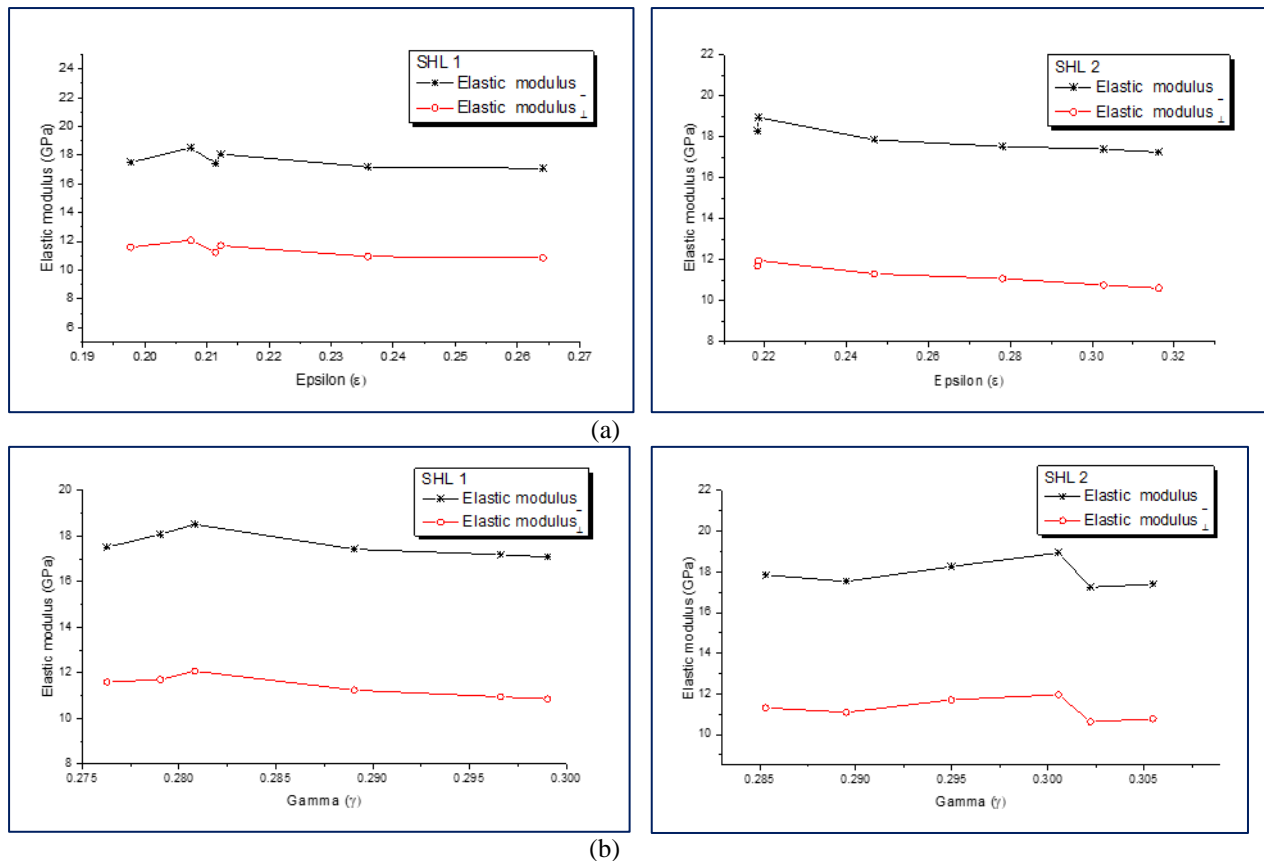 SHL 1
Elastic modulus _
Elastic modulus ⊥
24
22
20
18
16
14
12
10
8
6
Elastic modulus (GPa)
0.19 0.20 0.21 0.22 0.23 0.24 0.25 0.26 0.27
Epsilon (ε)
SHL 2
Elastic modulus _
Elastic modulus ⊥
22
20
18
16
14
12
10
8
Elastic modulus (GPa)
0.22 0.24 0.26 0.28 0.30 0.32
Epsilon (ε)
(a)
SHL 1
Elastic modulus _
Elastic modulus ⊥
20
18
16
14
12
10
8
Elastic modulus (GPa)
0.275 0.280 0.285 0.290 0.295 0.300
Gamma (γ)
SHL 2
Elastic modulus _
Elastic modulus ⊥
22
20
18
16
14
12
10
Elastic modulus (GPa)
0.285 0.290 0.295 0.300 0.305
Gamma (γ)
(b)